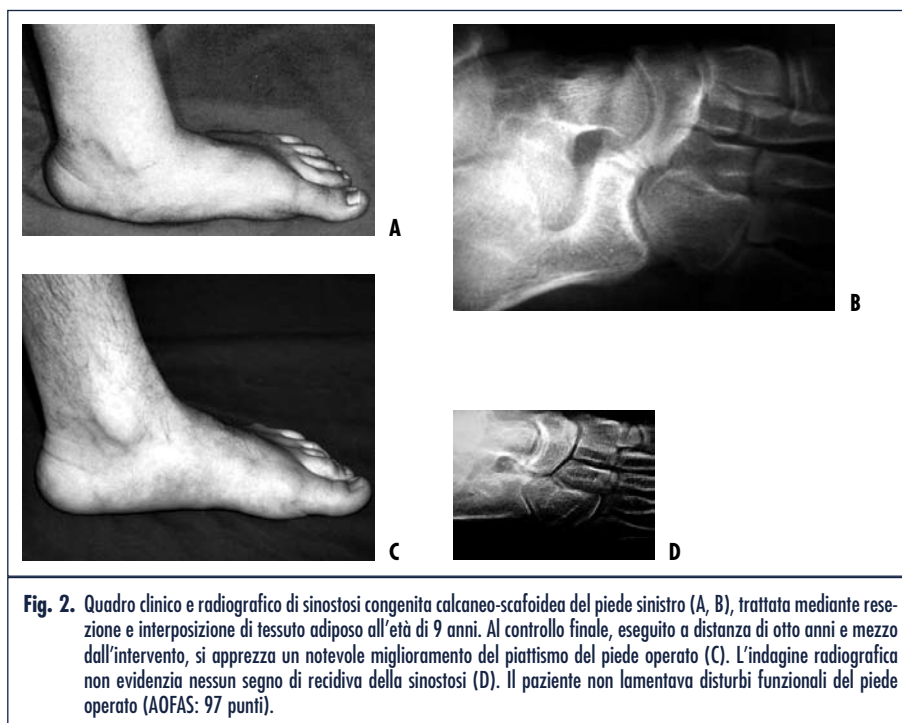 A
B
C
D
Fig. 2. Quadro clinico e radiografico di sinostosi congenita calcaneo-scafoidea del piede sinistro (A, B), trattata mediante rese-
zione e interposizione di tessuto adiposo all'età di 9 anni. Al controllo finale, eseguito a distanza di otto anni e mezzo
dall'intervento, si apprezza un notevole miglioramento del piattismo del piede operato (C). L'indagine radiografica
non evidenzia nessun segno di recidiva della sinostosi (D). Il paziente non lamentava disturbi funzionali del piede
operato (AOFAS: 97 punti).